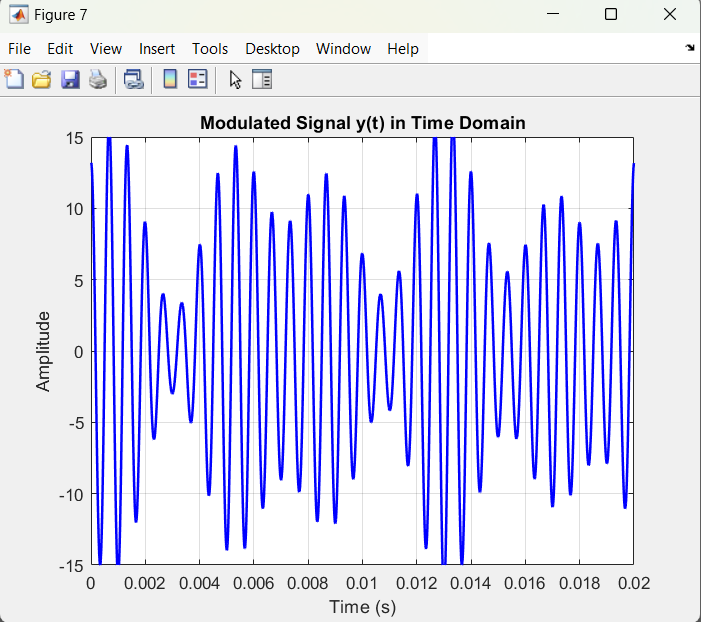 Figure 7
File Edit View Insert Tools Desktop Window Help
Modulated Signal y(t) in Time Domain
15
10
5
0
-5
-10
-15
Amplitude
0 0.002 0.004 0.006 0.008 0.01 0.012 0.014 0.016 0.018 0.02
Time (s)